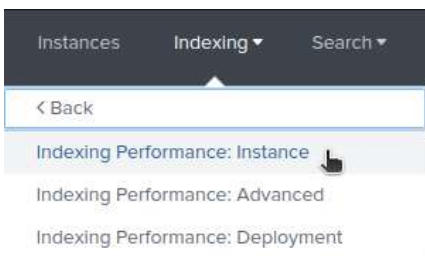 Instances Indexing ▾ Search ▾
< Back
Indexing Performance: Instance
Indexing Performance: Advanced
Indexing Performance: Deployment